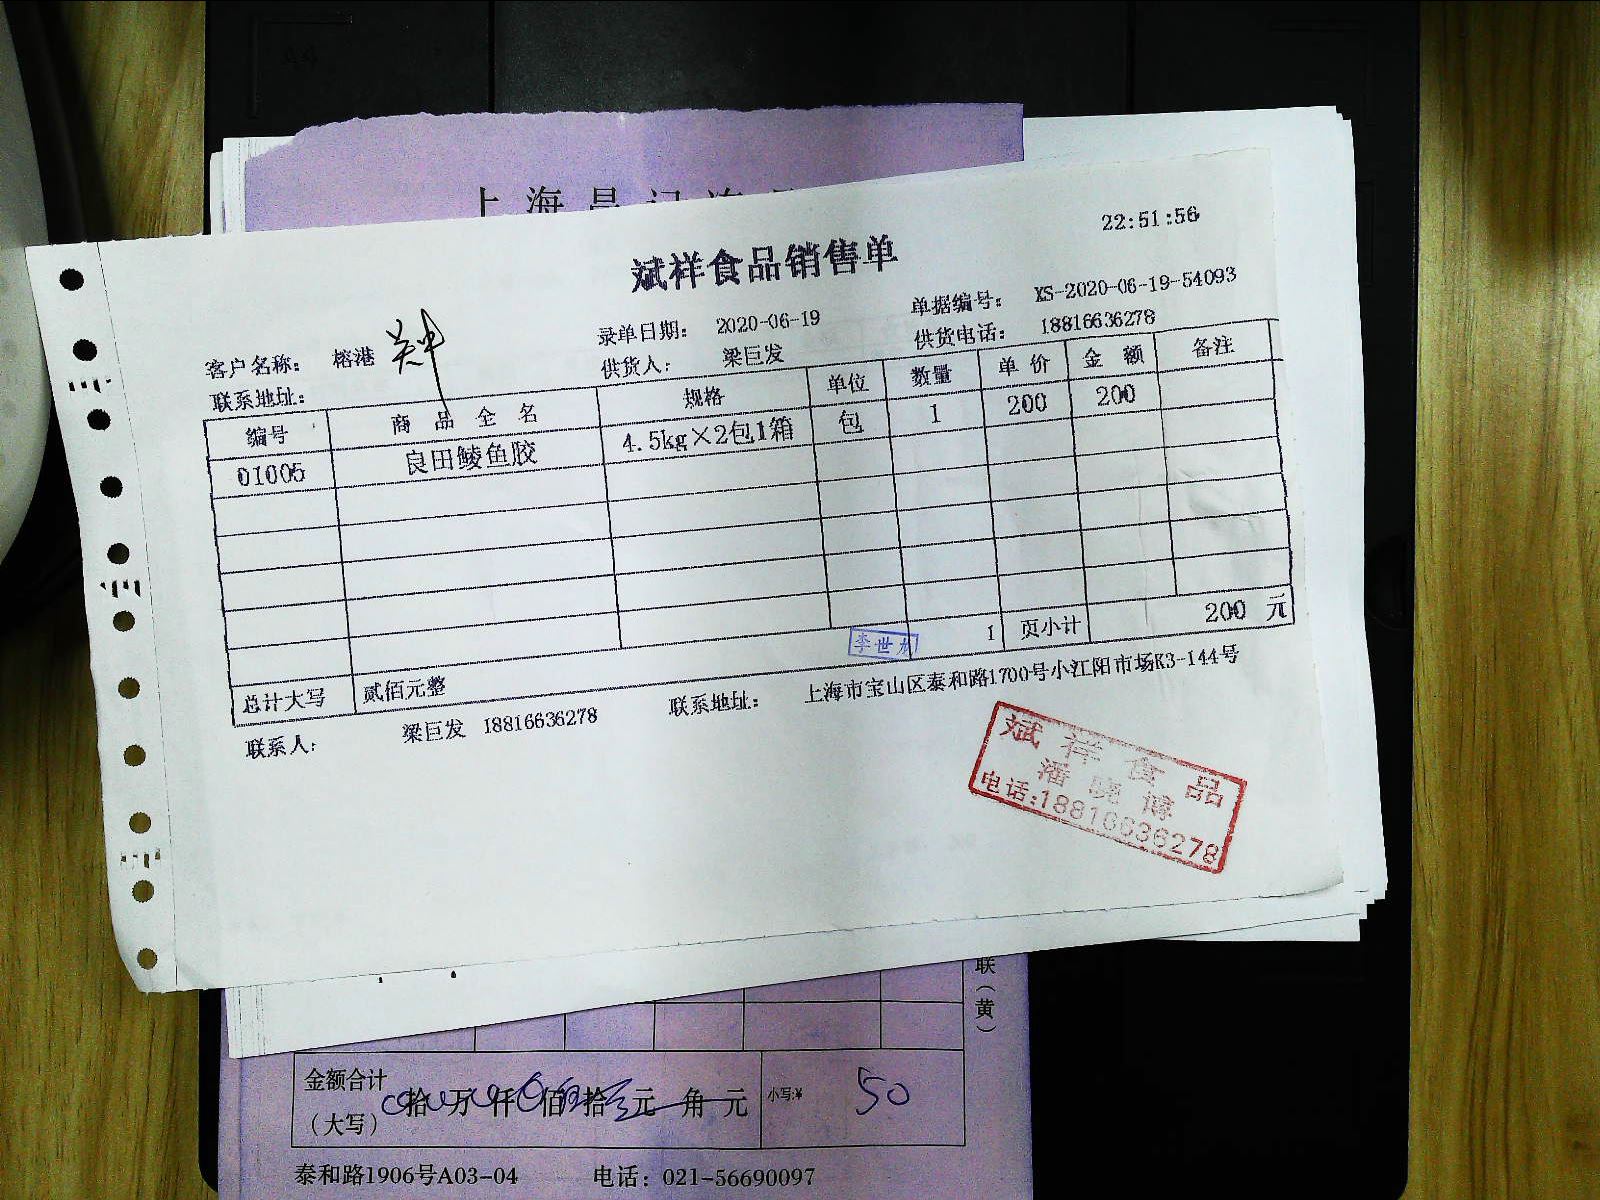 上海
22:51:56
斌祥食品销售单
录单日期： 2020-06-19 单据编号： XS-2020-06-19-54093
客户名称： 榕港 供货人： 梁巨发 供货电话： 18816636278
联系地址：
编号 商品全名 规格 单位 数量 单价 金额 备注
01005 良田鲮鱼胶 4.5kg×2包1箱 包 1 200 200
1 页小计 200 元
李世
总计大写 贰佰元整
联系人： 梁巨发 18816636278 联系地址： 上海市宝山区泰和路1700号小江阳市场K3-144号
斌祥食品
潘晓博
电话:18816636278
联（黄）
金额合计
（大写） 拾 万 仟 佰 拾 元 角 元 小写:¥ 50
泰和路1906号A03-04 电话：021-56690097